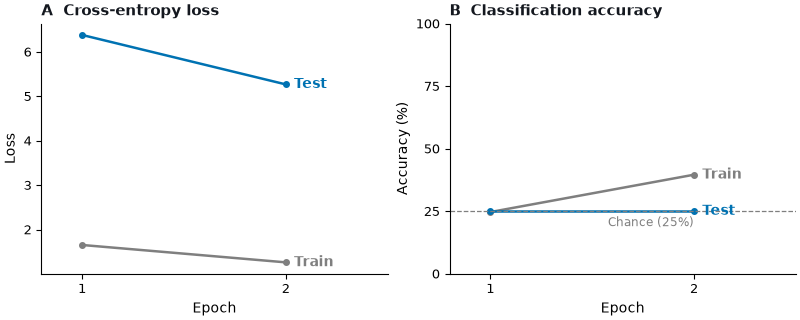 A Cross-entropy loss
6
5
4
3
2
Loss
Test
Train
1
2
Epoch
B Classification accuracy
100
75
50
25
0
Accuracy (%)
Train
Test
Chance (25%)
1
2
Epoch